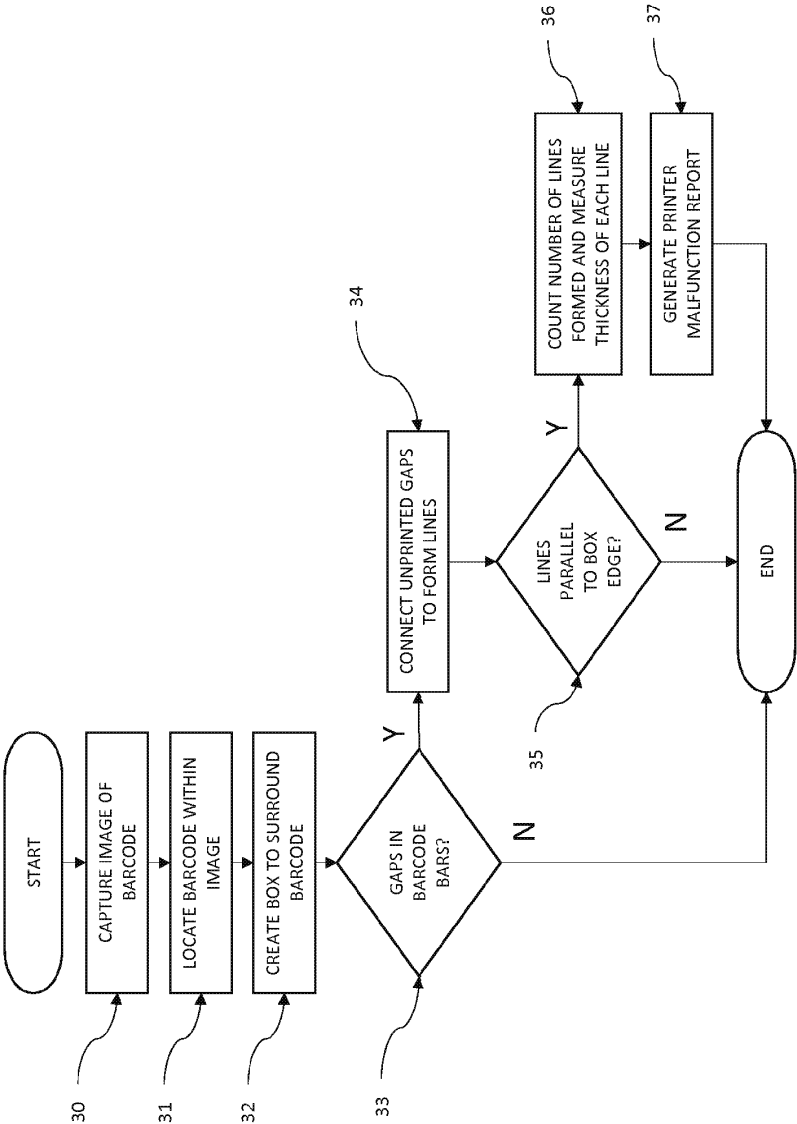 START
30
CAPTURE IMAGE OF
BARCODE
31
LOCATE BARCODE WITHIN
IMAGE
32
CREATE BOX TO SURROUND
BARCODE
33
GAPS IN
BARCODE
BARS?
Y
N
34
CONNECT UNPRINTED GAPS
TO FORM LINES
35
LINES
PARALLEL
TO BOX
EDGE?
Y
N
36
COUNT NUMBER OF LINES
FORMED AND MEASURE
THICKNESS OF EACH LINE
37
GENERATE PRINTER
MALFUNCTION REPORT
END